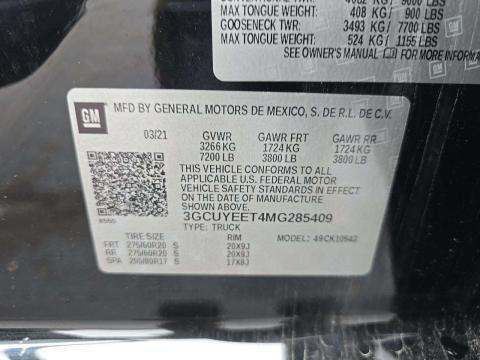 MAX TONGUE WEIGHT: 408 KG / 900 LBS
GOOSENECK TWR: 3493 KG / 7700 LBS
MAX TONGUE WEIGHT: 524 KG / 1155 LBS
SEE OWNER'S MANUAL FOR
GM
MFD BY GENERAL MOTORS DE MEXICO, S. DE R.L. DE C.V.
03/21 GVWR GAWR FRT GAWR RR
3266 KG 1724 KG 1724 KG
7200 LB 3800 LB 3800 LB
THIS VEHICLE CONFORMS TO ALL APPLICABLE
U.S. FEDERAL MOTOR VEHICLE SAFETY
STANDARDS IN EFFECT ON THE DATE OF
MANUFACTURE SHOWN ABOVE.
3GCUYEET4MG285409
TYPE: TRUCK MODEL: 49CK10543
TIRE SIZE RIM
FRT 275/60R20 S 20X9J
RR 275/60R20 S 20X9J
SPA 255/80R17 S 17X8J